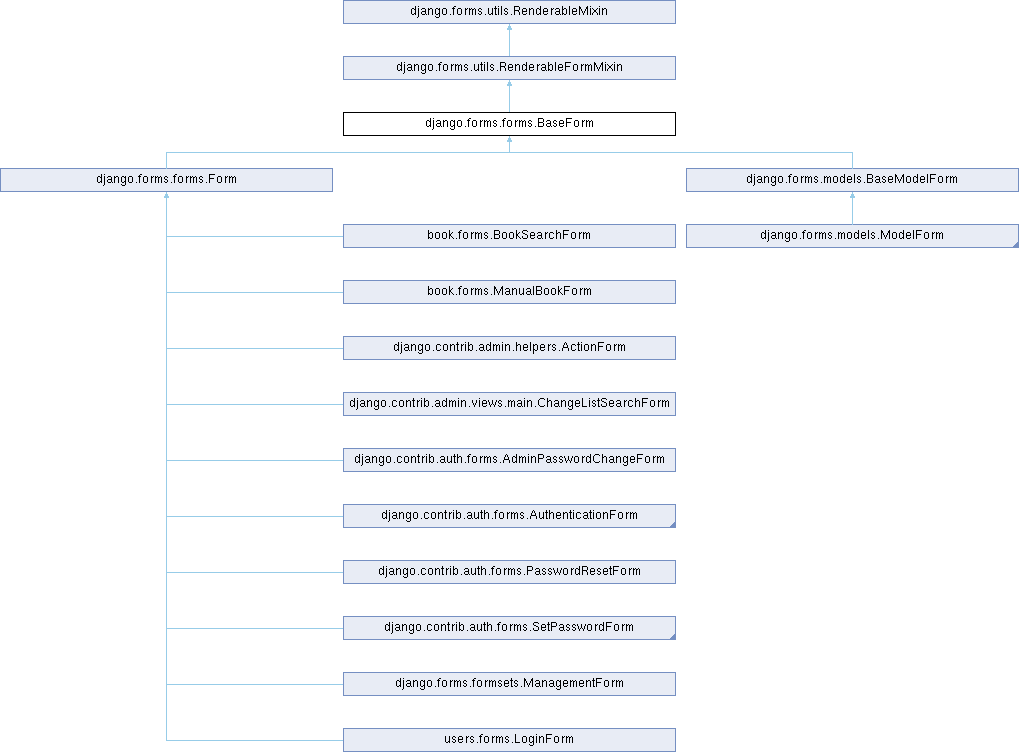 django.forms.utils.RenderableMixin
django.forms.utils.RenderableFormMixin
django.forms.forms.BaseForm
django.forms.forms.Form
django.forms.models.BaseModelForm
book.forms.BookSearchForm
django.forms.models.ModelForm
book.forms.ManualBookForm
django.contrib.admin.helpers.ActionForm
django.contrib.admin.views.main.ChangeListSearchForm
django.contrib.auth.forms.AdminPasswordChangeForm
django.contrib.auth.forms.AuthenticationForm
django.contrib.auth.forms.PasswordResetForm
django.contrib.auth.forms.SetPasswordForm
django.forms.formsets.ManagementForm
users.forms.LoginForm